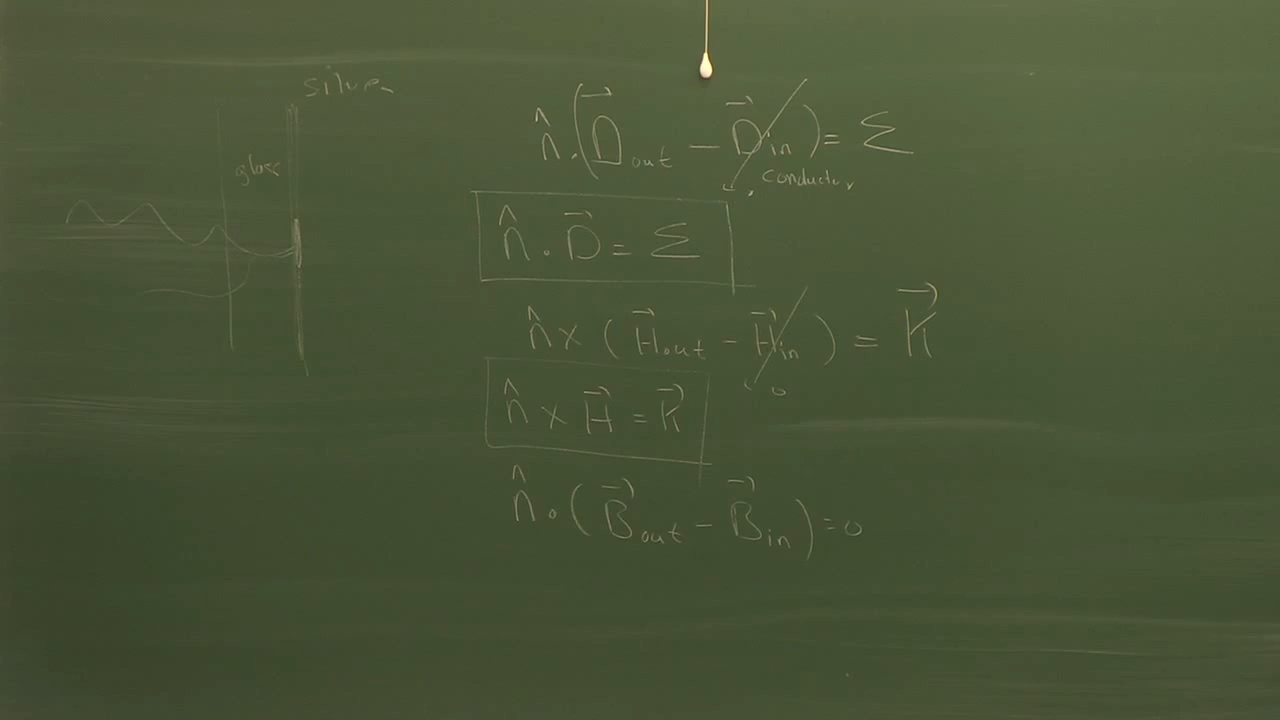 silver
glass
n̂.(D⃗out − D⃗in) = Σ
conductor
n̂ . D⃗ = Σ
n̂ × (H⃗out − H⃗in) = K⃗
0
n̂ × H⃗ = K⃗
n̂ . (B⃗out − B⃗in) = 0